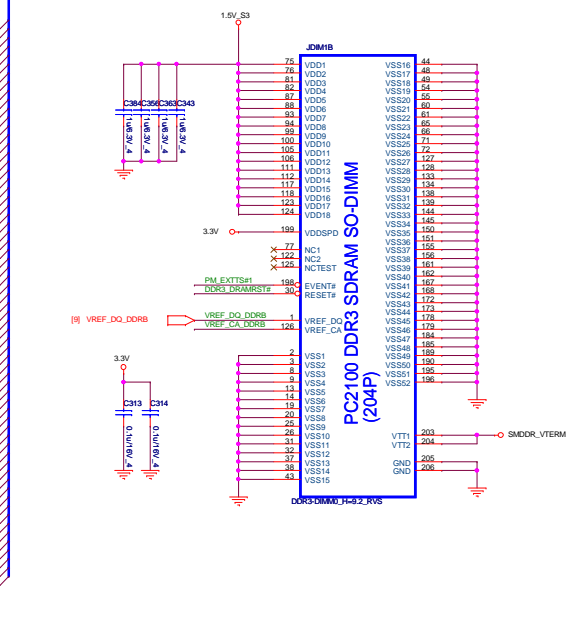 1.5V_S3
JDIM1B
75 VDD1 VSS16 44
76 VDD2 VSS17 48
81 VDD3 VSS18 49
82 VDD4 VSS19 54
87 VDD5 VSS20 55
88 VDD6 VSS21 60
93 VDD7 VSS22 61
94 VDD8 VSS23 65
99 VDD9 VSS24 66
100 VDD10 VSS25 71
105 VDD11 VSS26 72
106 VDD12 VSS27 127
111 VDD13 VSS28 128
112 VDD14 VSS29 133
117 VDD15 VSS30 134
118 VDD16 VSS31 138
123 VDD17 VSS32 139
124 VDD18 VSS33 144
VSS34 145
3.3V 199 VDDSPD VSS35 150
VSS36 151
77 NC1 VSS37 155
122 NC2 VSS38 156
125 NCTEST VSS39 161
VSS40 162
PM_EXTTS#1 198 EVENT# VSS41 167
DDR3_DRAMRST# 30 RESET# VSS42 168
VSS43 172
VSS44 173
[9] VREF_DQ_DDRB VREF_DQ_DDRB 1 VREF_DQ VSS45 178
VREF_CA_DDRB 126 VREF_CA VSS46 179
VSS47 184
VSS48 185
2 VSS1 VSS49 189
3 VSS2 VSS50 190
8 VSS3 VSS51 195
9 VSS4 VSS52 196
13 VSS5
14 VSS6
19 VSS7
20 VSS8
25 VSS9
26 VSS10 VTT1 203 SMDDR_VTERM
31 VSS11 VTT2 204
32 VSS12
37 VSS13 GND 205
38 VSS14 GND 206
43 VSS15
PC2100 DDR3 SDRAM SO-DIMM
(204P)
DDR3-DIMM0_H=9.2_RVS
C384 C356 C363 C343
1u/6.3V_4
1u/6.3V_4
1u/6.3V_4
1u/6.3V_4
3.3V
C313 C314
0.1u/16V_4
0.1u/16V_4